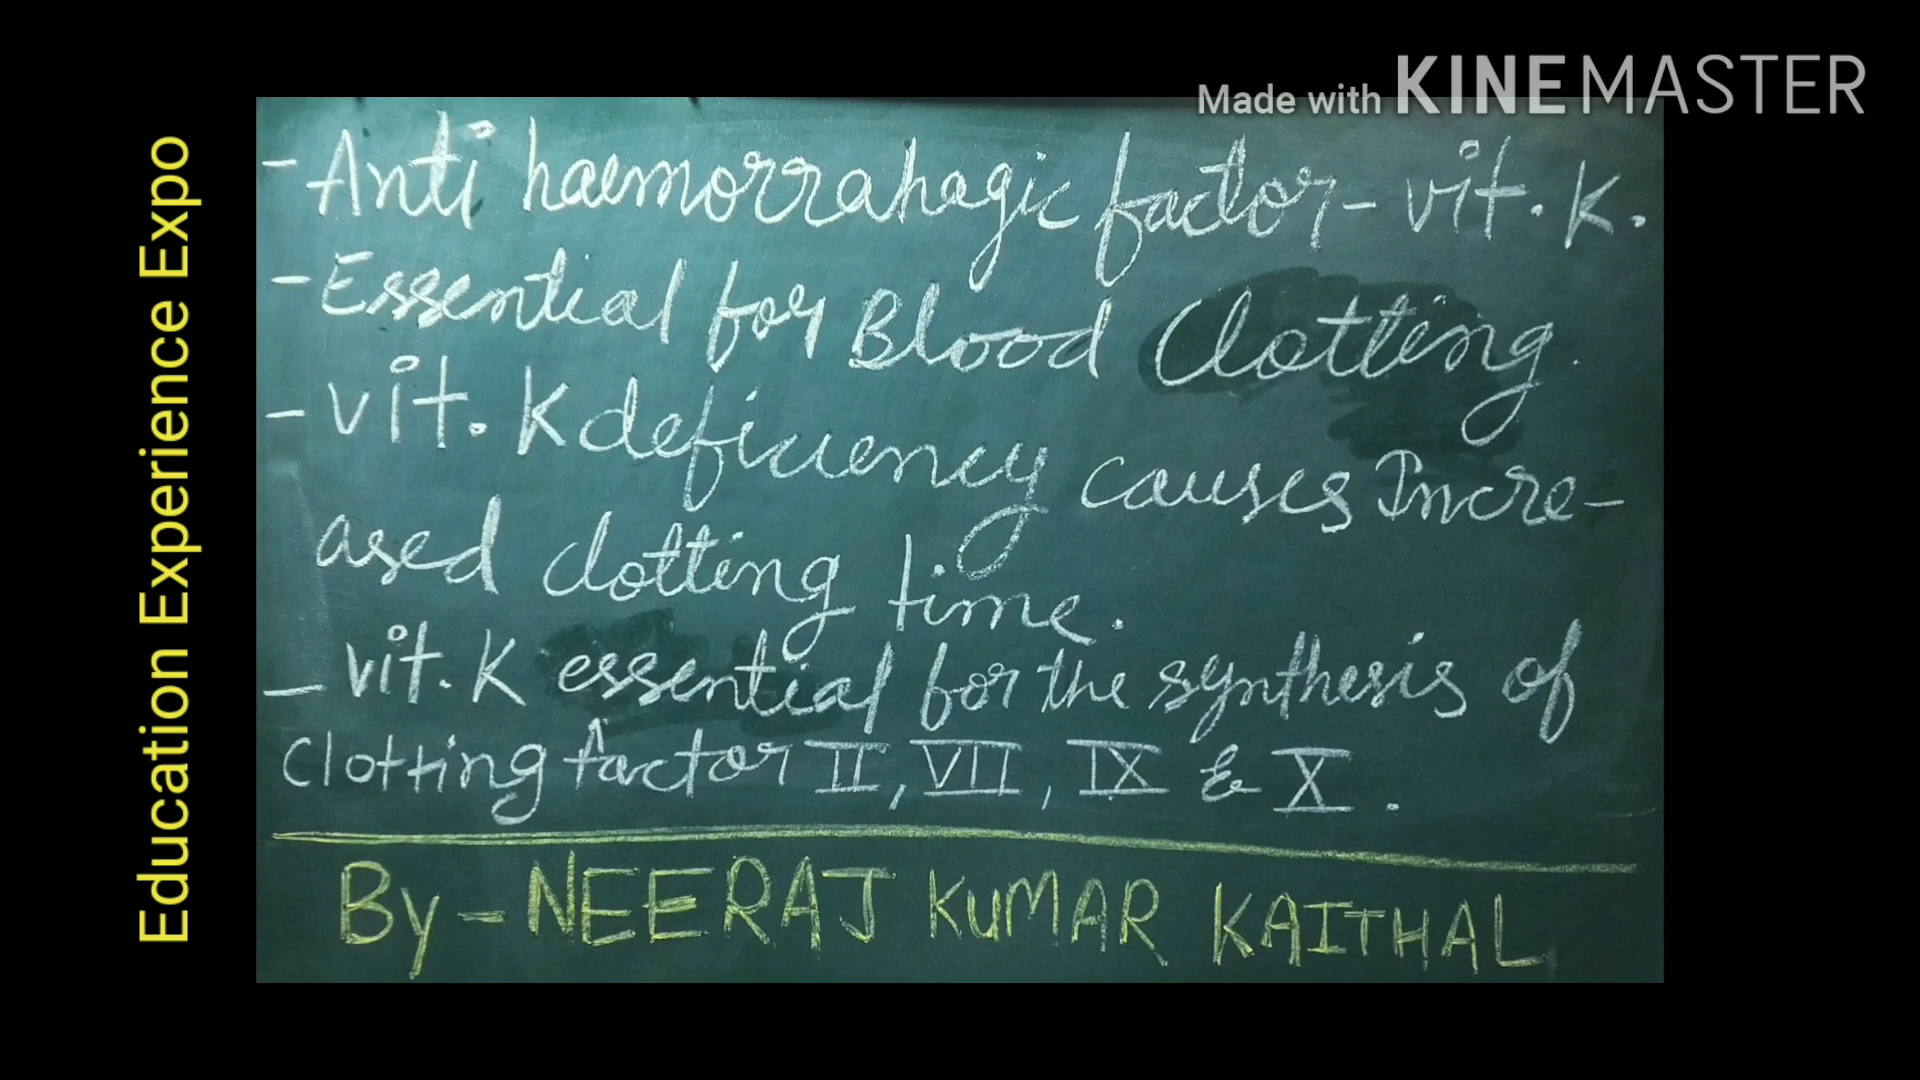 Made with KINEMASTER
Education Experience Expo
- Anti haemorrahagic factor - vit. K.
- Essential for Blood Clotting.
- vit. K deficiency causes Incre-
ased clotting time.
- vit. K essential for the synthesis of
Clotting factor II, VII, IX & X.
By - NEERAJ KUMAR KAITHAL